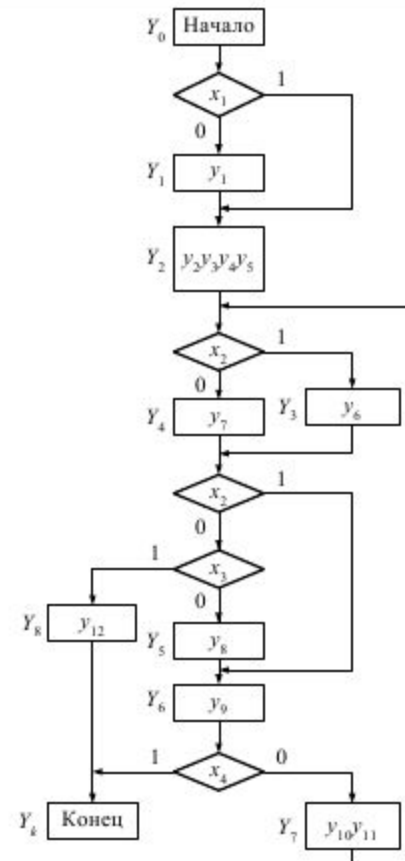 Y₀ Начало
x₁ 1
0
Y₁ y₁
Y₂ y₂y₃y₄y₅
x₂ 1
0
Y₄ y₇ Y₃ y₆
x₂ 1
0
1 x₃
0
Y₈ y₁₂
Y₅ y₈
Y₆ y₉
1 x₄ 0
Yₖ Конец Y₇ y₁₀y₁₁